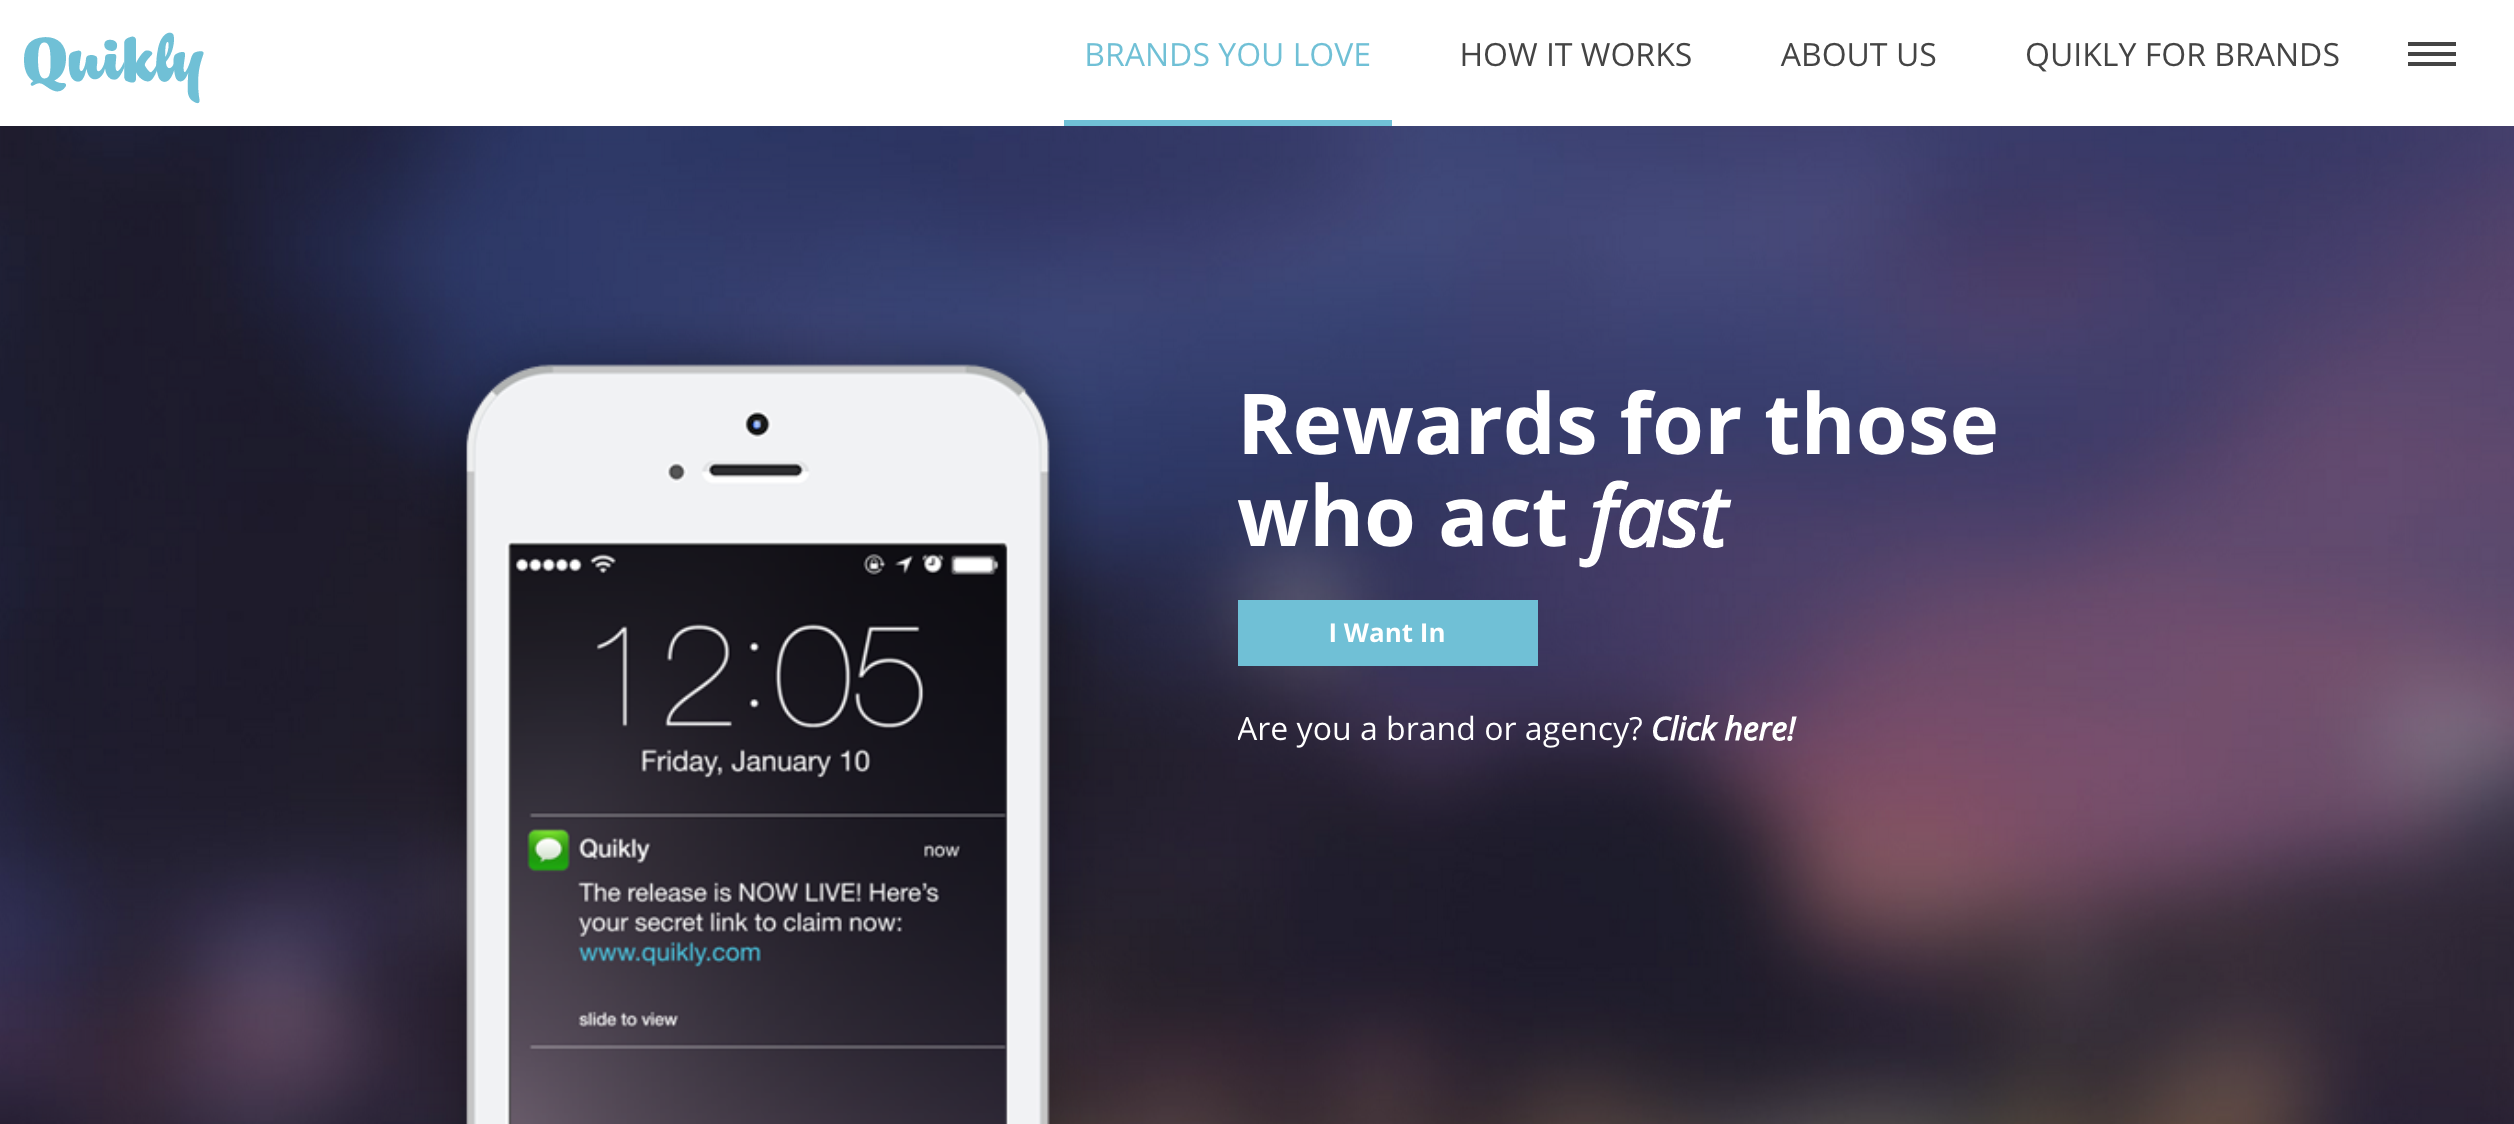 Quikly
BRANDS YOU LOVE
HOW IT WORKS
ABOUT US
QUIKLY FOR BRANDS
Rewards for those
who act fast
I Want In
Are you a brand or agency? Click here!
12:05
Friday, January 10
Quikly
now
The release is NOW LIVE! Here's
your secret link to claim now:
www.quikly.com
slide to view